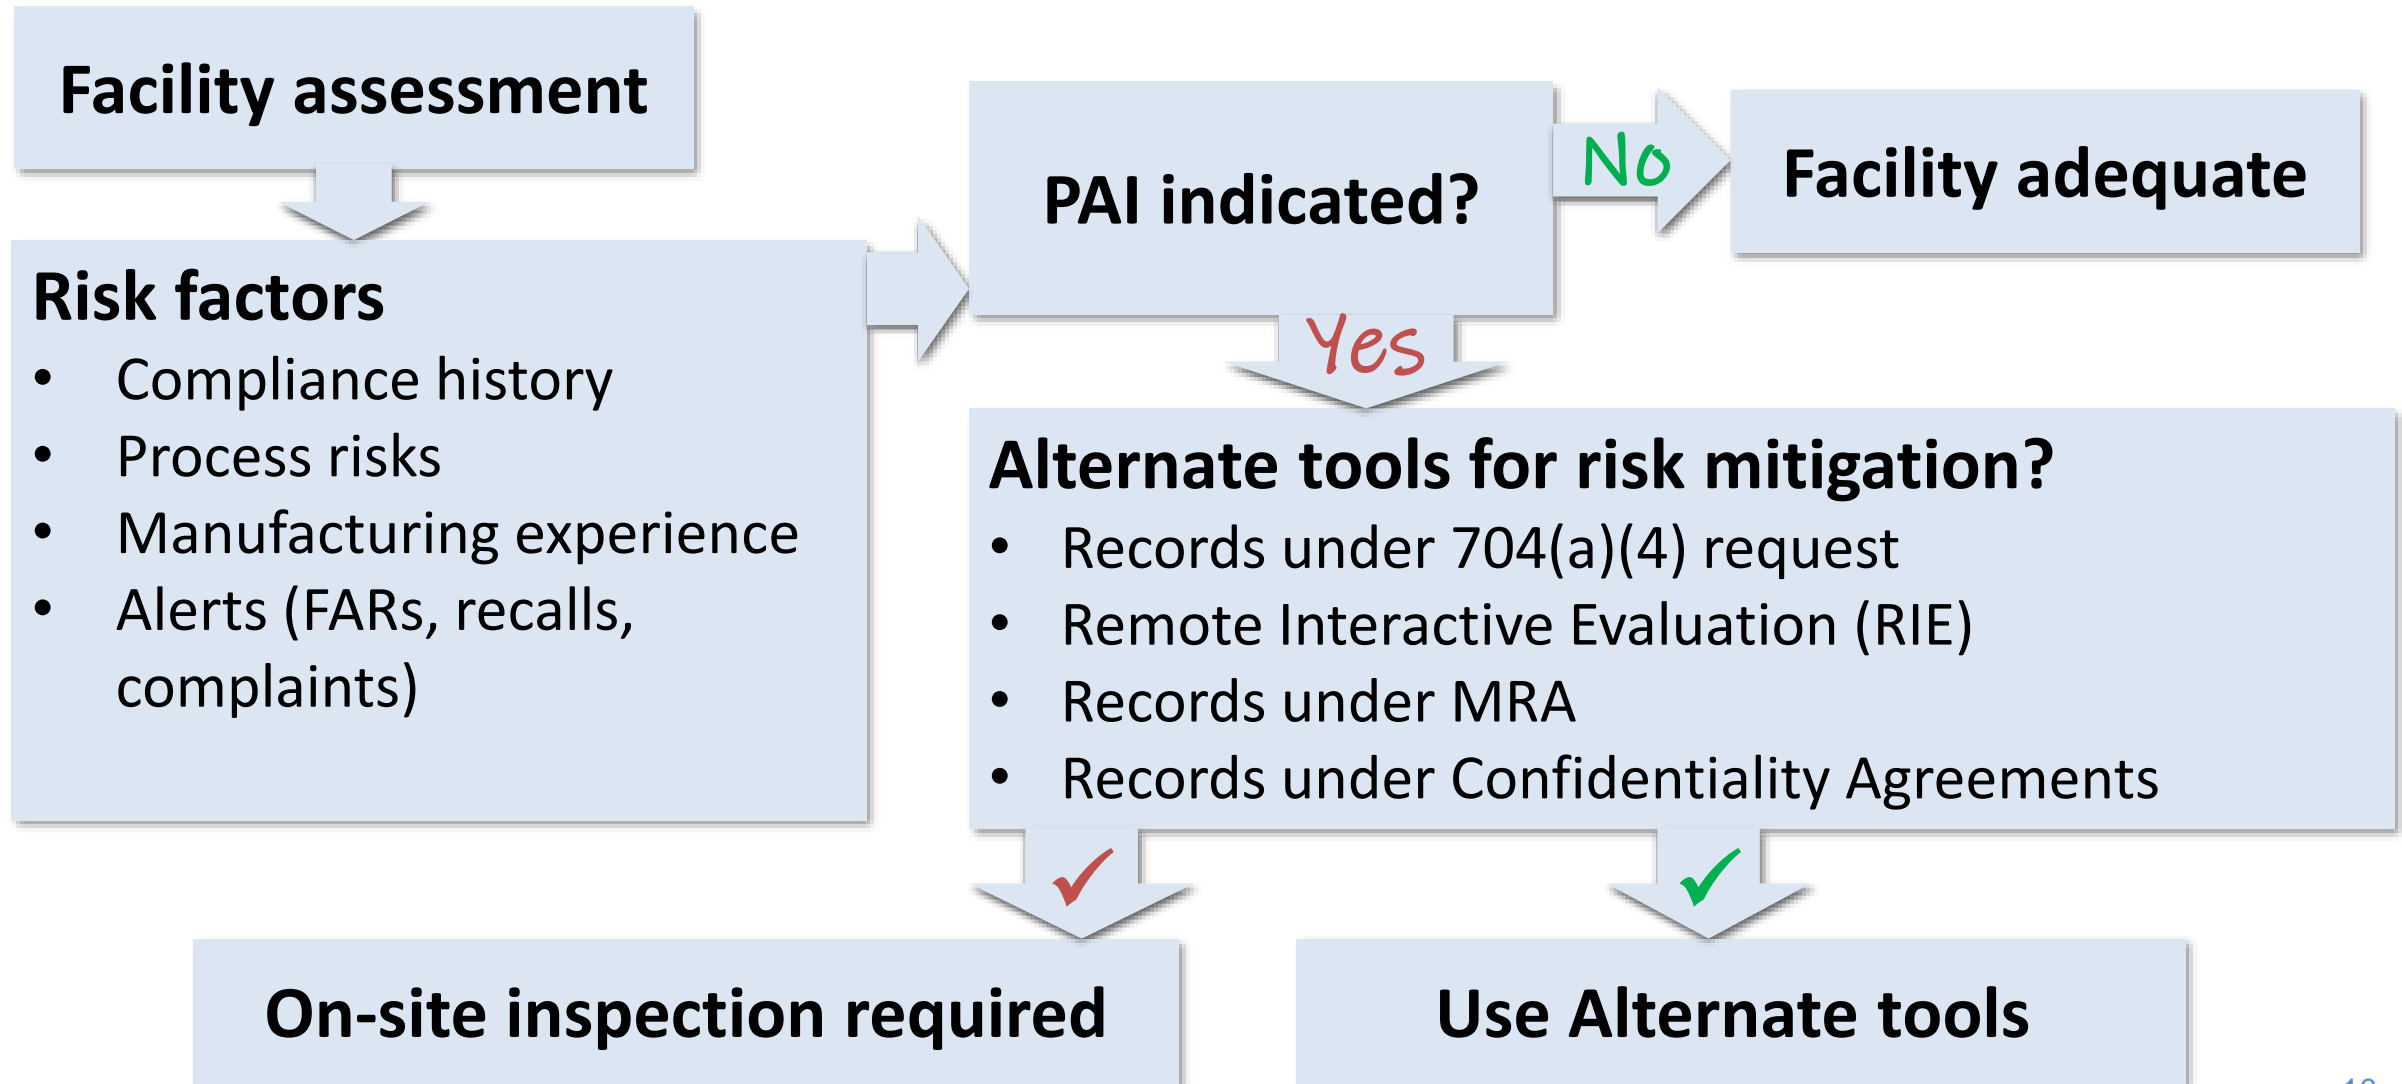 Facility assessment
Risk factors
• Compliance history
• Process risks
• Manufacturing experience
• Alerts (FARs, recalls,
complaints)
PAI indicated?
No
Facility adequate
Yes
Alternate tools for risk mitigation?
• Records under 704(a)(4) request
• Remote Interactive Evaluation (RIE)
• Records under MRA
• Records under Confidentiality Agreements
✓
✓
On-site inspection required
Use Alternate tools